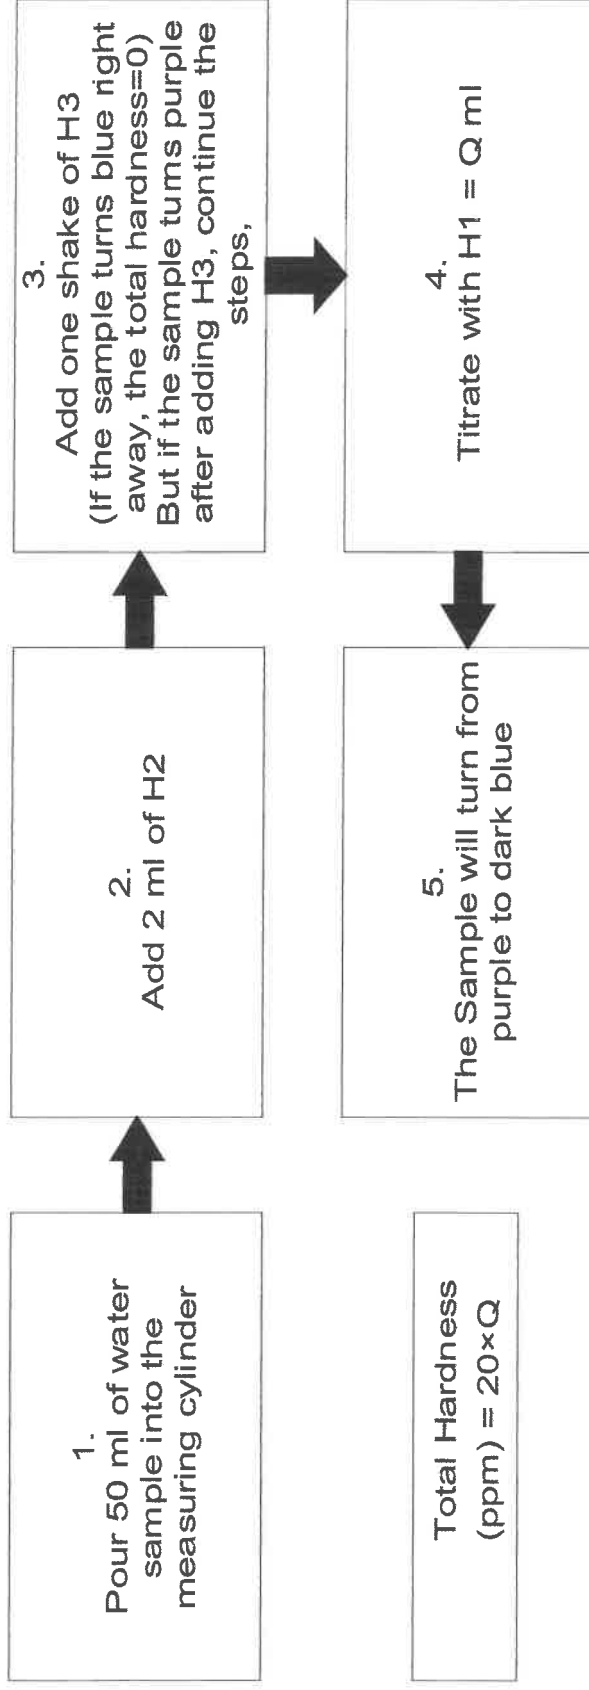 1.
Pour 50 ml of water
sample into the
measuring cylinder
2.
Add 2 ml of H2
3.
Add one shake of H3
(If the sample turns blue right
away, the total hardness=0)
But if the sample turns purple
after adding H3, continue the
steps,
4.
Titrate with H1 = Q ml
5.
The Sample will turn from
purple to dark blue
Total Hardness
(ppm) = 20×Q